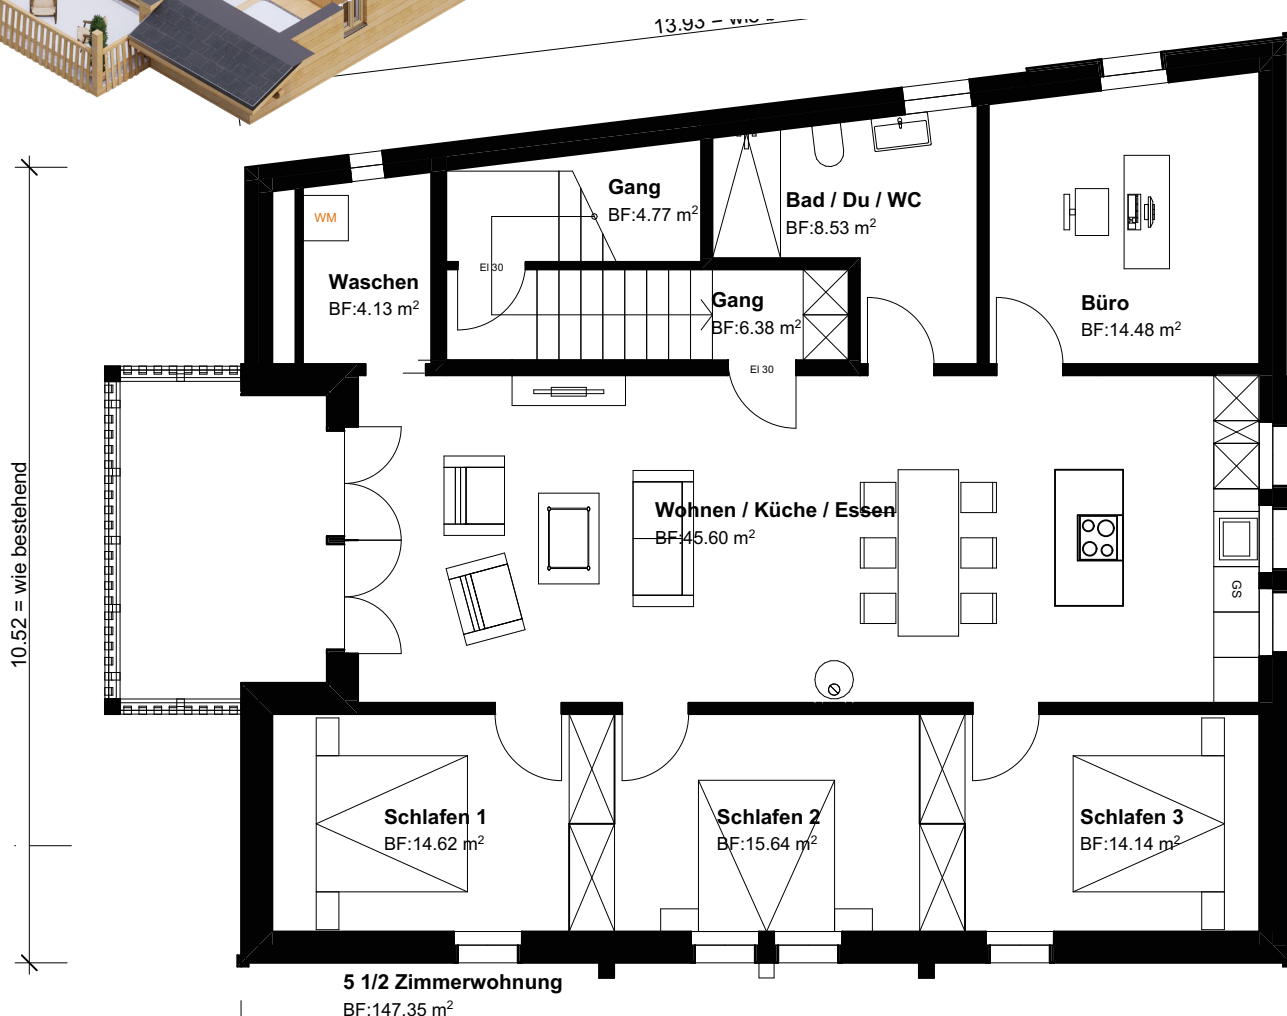 13.93 = wie b
Gang
BF:4.77 m²
Bad / Du / WC
BF:8.53 m²
WM
EI 30
Waschen
BF:4.13 m²
Gang
BF:6.38 m²
Büro
BF:14.48 m²
EI 30
Wohnen / Küche / Essen
BF:45.60 m²
GS
10.52 = wie bestehend
Schlafen 1
BF:14.62 m²
Schlafen 2
BF:15.64 m²
Schlafen 3
BF:14.14 m²
5 1/2 Zimmerwohnung
BF:147.35 m²